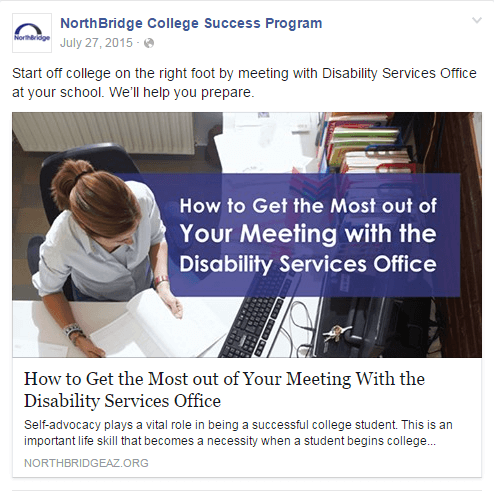 NorthBridge
NorthBridge College Success Program
July 27, 2015 ·
Start off college on the right foot by meeting with Disability Services Office
at your school. We'll help you prepare.
How to Get the Most out of
Your Meeting with the
Disability Services Office
How to Get the Most out of Your Meeting With the
Disability Services Office
Self-advocacy plays a vital role in being a successful college student. This is an
important life skill that becomes a necessity when a student begins college...
NORTHBRIDGEAZ.ORG